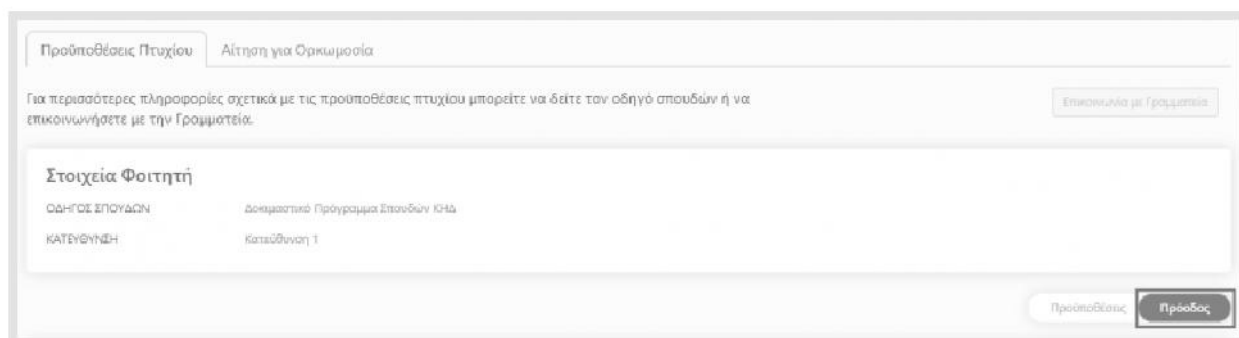 Προϋποθέσεις Πτυχίου Αίτηση για Ορκωμοσία
Για περισσότερες πληροφορίες σχετικά με τις προϋποθέσεις πτυχίου μπορείτε να δείτε τον οδηγό σπουδών ή να
επικοινωνήσετε με την Γραμματεία.
Επικοινωνία με Γραμματεία
Στοιχεία Φοιτητή
ΟΔΗΓΟΣ ΣΠΟΥΔΩΝ Δοκιμαστικό Πρόγραμμα Σπουδών ΚΗΔ
ΚΑΤΕΥΘΥΝΣΗ Κατεύθυνση 1
Προϋποθέσεις Πρόοδος